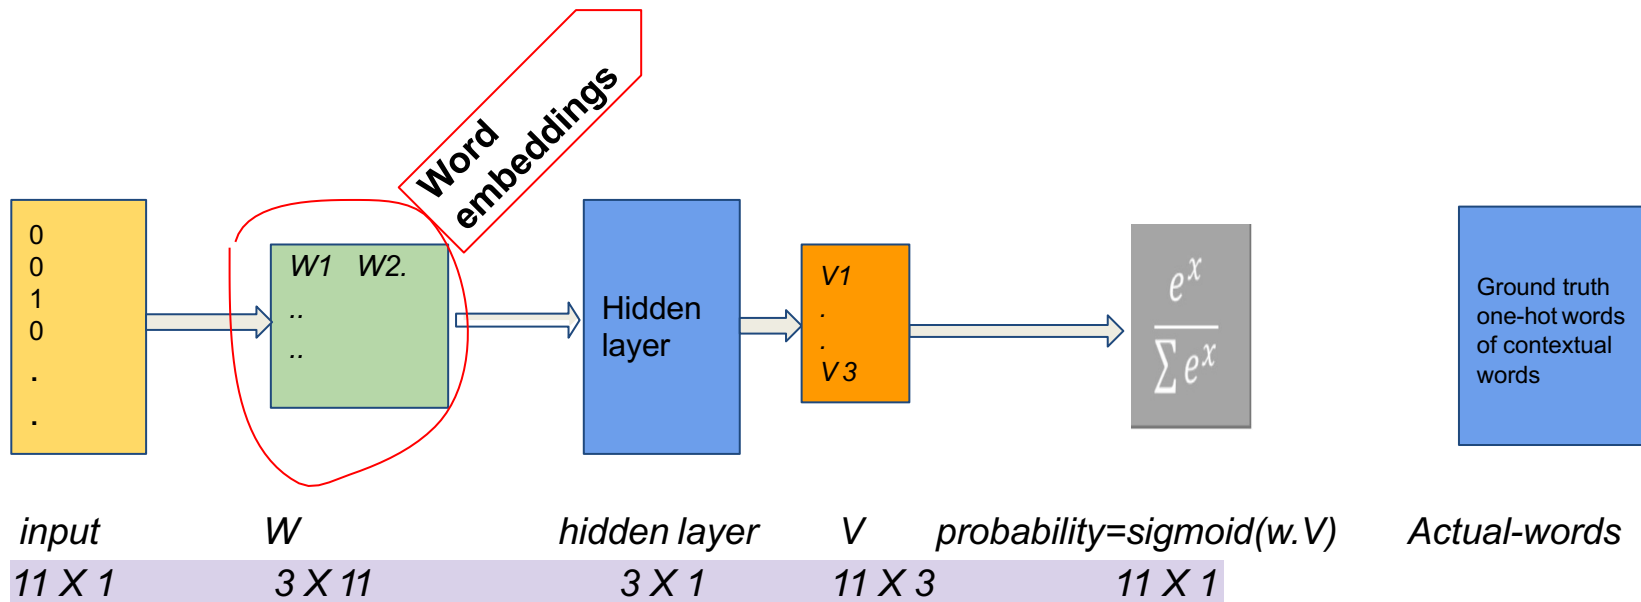 Word
embeddings
0
0
1
0
.
.
W1 W2.
..
..
Hidden
layer
V1
.
.
V3
e^x
∑ e^x
Ground truth
one-hot words
of contextual
words
input W hidden layer V probability=sigmoid(w.V) Actual-words
11 X 1 3 X 11 3 X 1 11 X 3 11 X 1